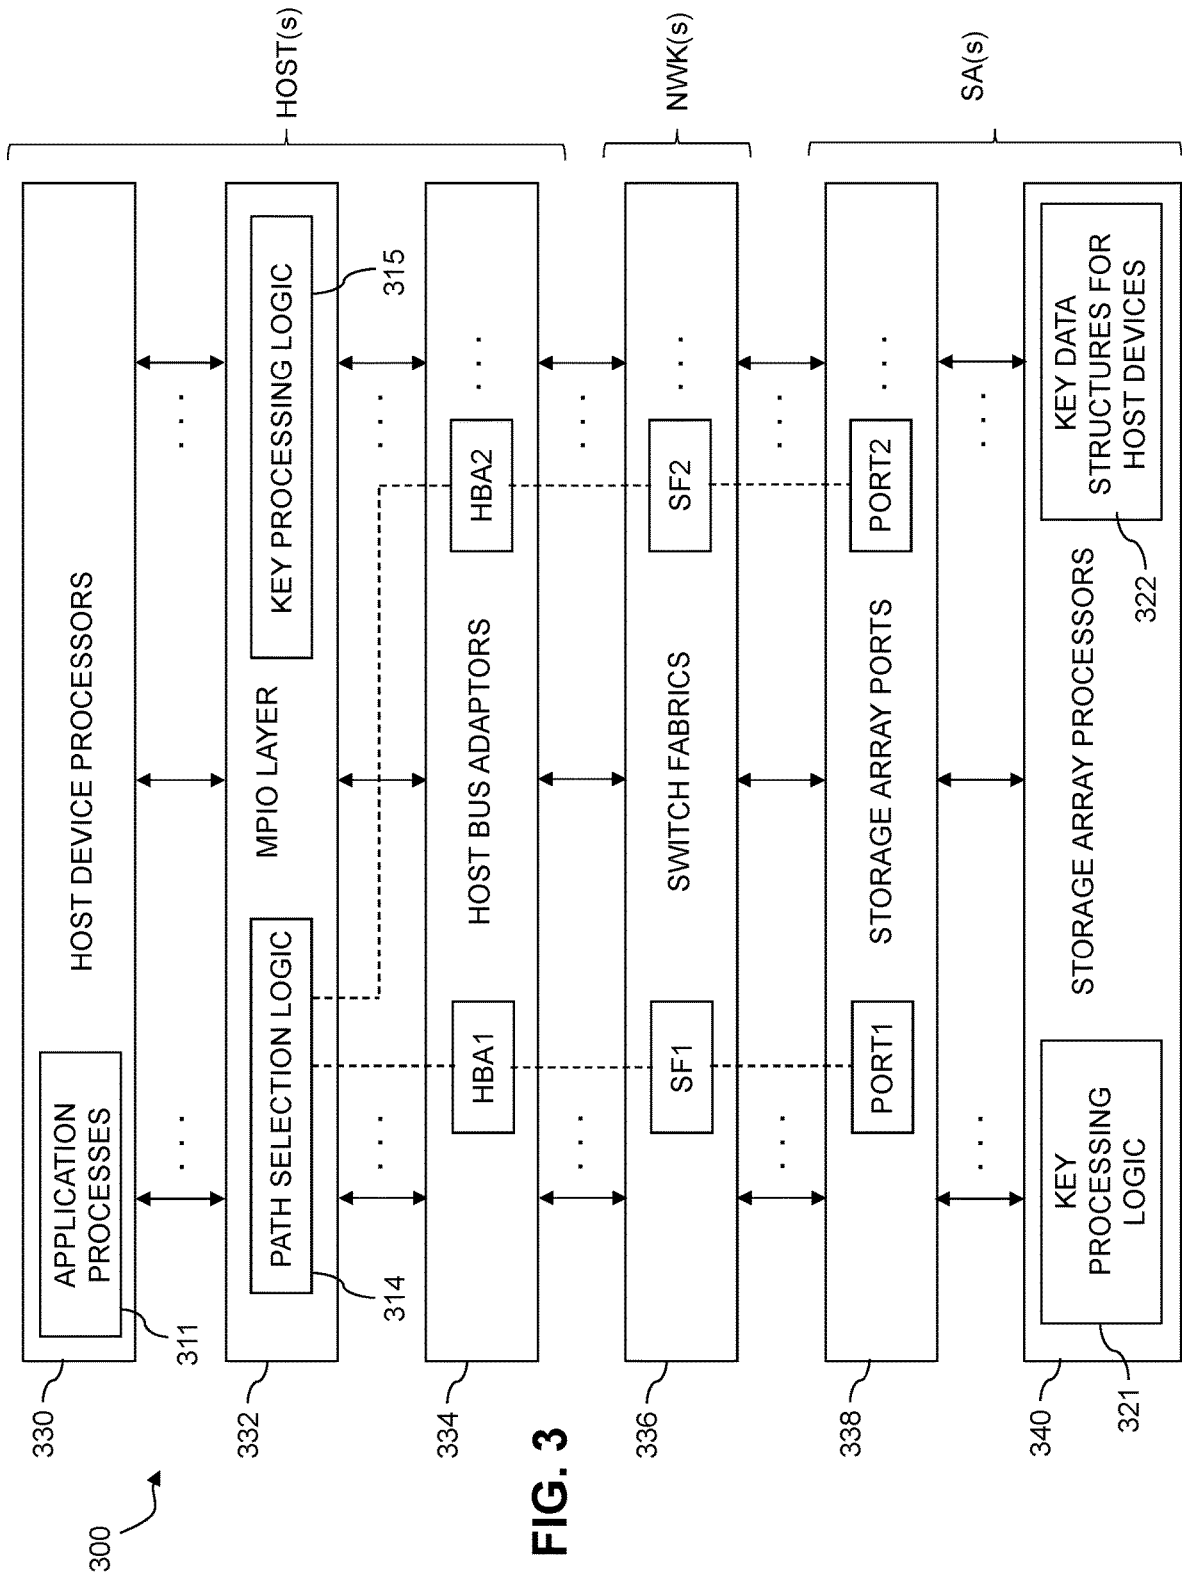 300
330
HOST DEVICE PROCESSORS
APPLICATION
PROCESSES
311
. . .
. . .
332
MPIO LAYER
PATH SELECTION LOGIC
314
KEY PROCESSING LOGIC
315
. . .
. . .
334
HBA1
HOST BUS ADAPTORS
HBA2
. . .
HOST(s)
. . .
. . .
336
SF1
SWITCH FABRICS
SF2
. . .
NWK(s)
. . .
. . .
338
PORT1
STORAGE ARRAY PORTS
PORT2
. . .
. . .
. . .
340
KEY
PROCESSING
LOGIC
321
STORAGE ARRAY PROCESSORS
KEY DATA
STRUCTURES FOR
HOST DEVICES
322
SA(s)
FIG. 3